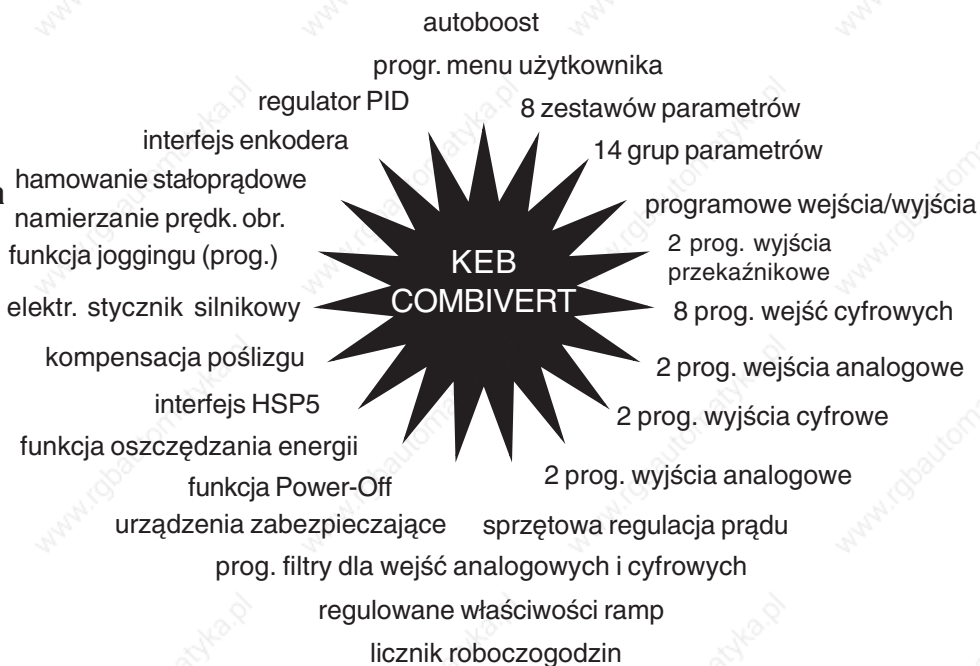 autoboost
progr. menu użytkownika
regulator PID
8 zestawów parametrów
interfejs enkodera
14 grup parametrów
hamowanie stałoprądowe
programowe wejścia/wyjścia
namierzanie prędk. obr.
2 prog. wyjścia
przekaźnikowe
funkcja joggingu (prog.)
KEB
COMBIVERT
elektr. stycznik silnikowy
8 prog. wejść cyfrowych
kompensacja poślizgu
2 prog. wejścia analogowe
interfejs HSP5
2 prog. wyjścia cyfrowe
funkcja oszczędzania energii
2 prog. wyjścia analogowe
funkcja Power-Off
urządzenia zabezpieczające
sprzętowa regulacja prądu
prog. filtry dla wejść analogowych i cyfrowych
regulowane właściwości ramp
licznik roboczogodzin
www.rgbautomatyka.pl